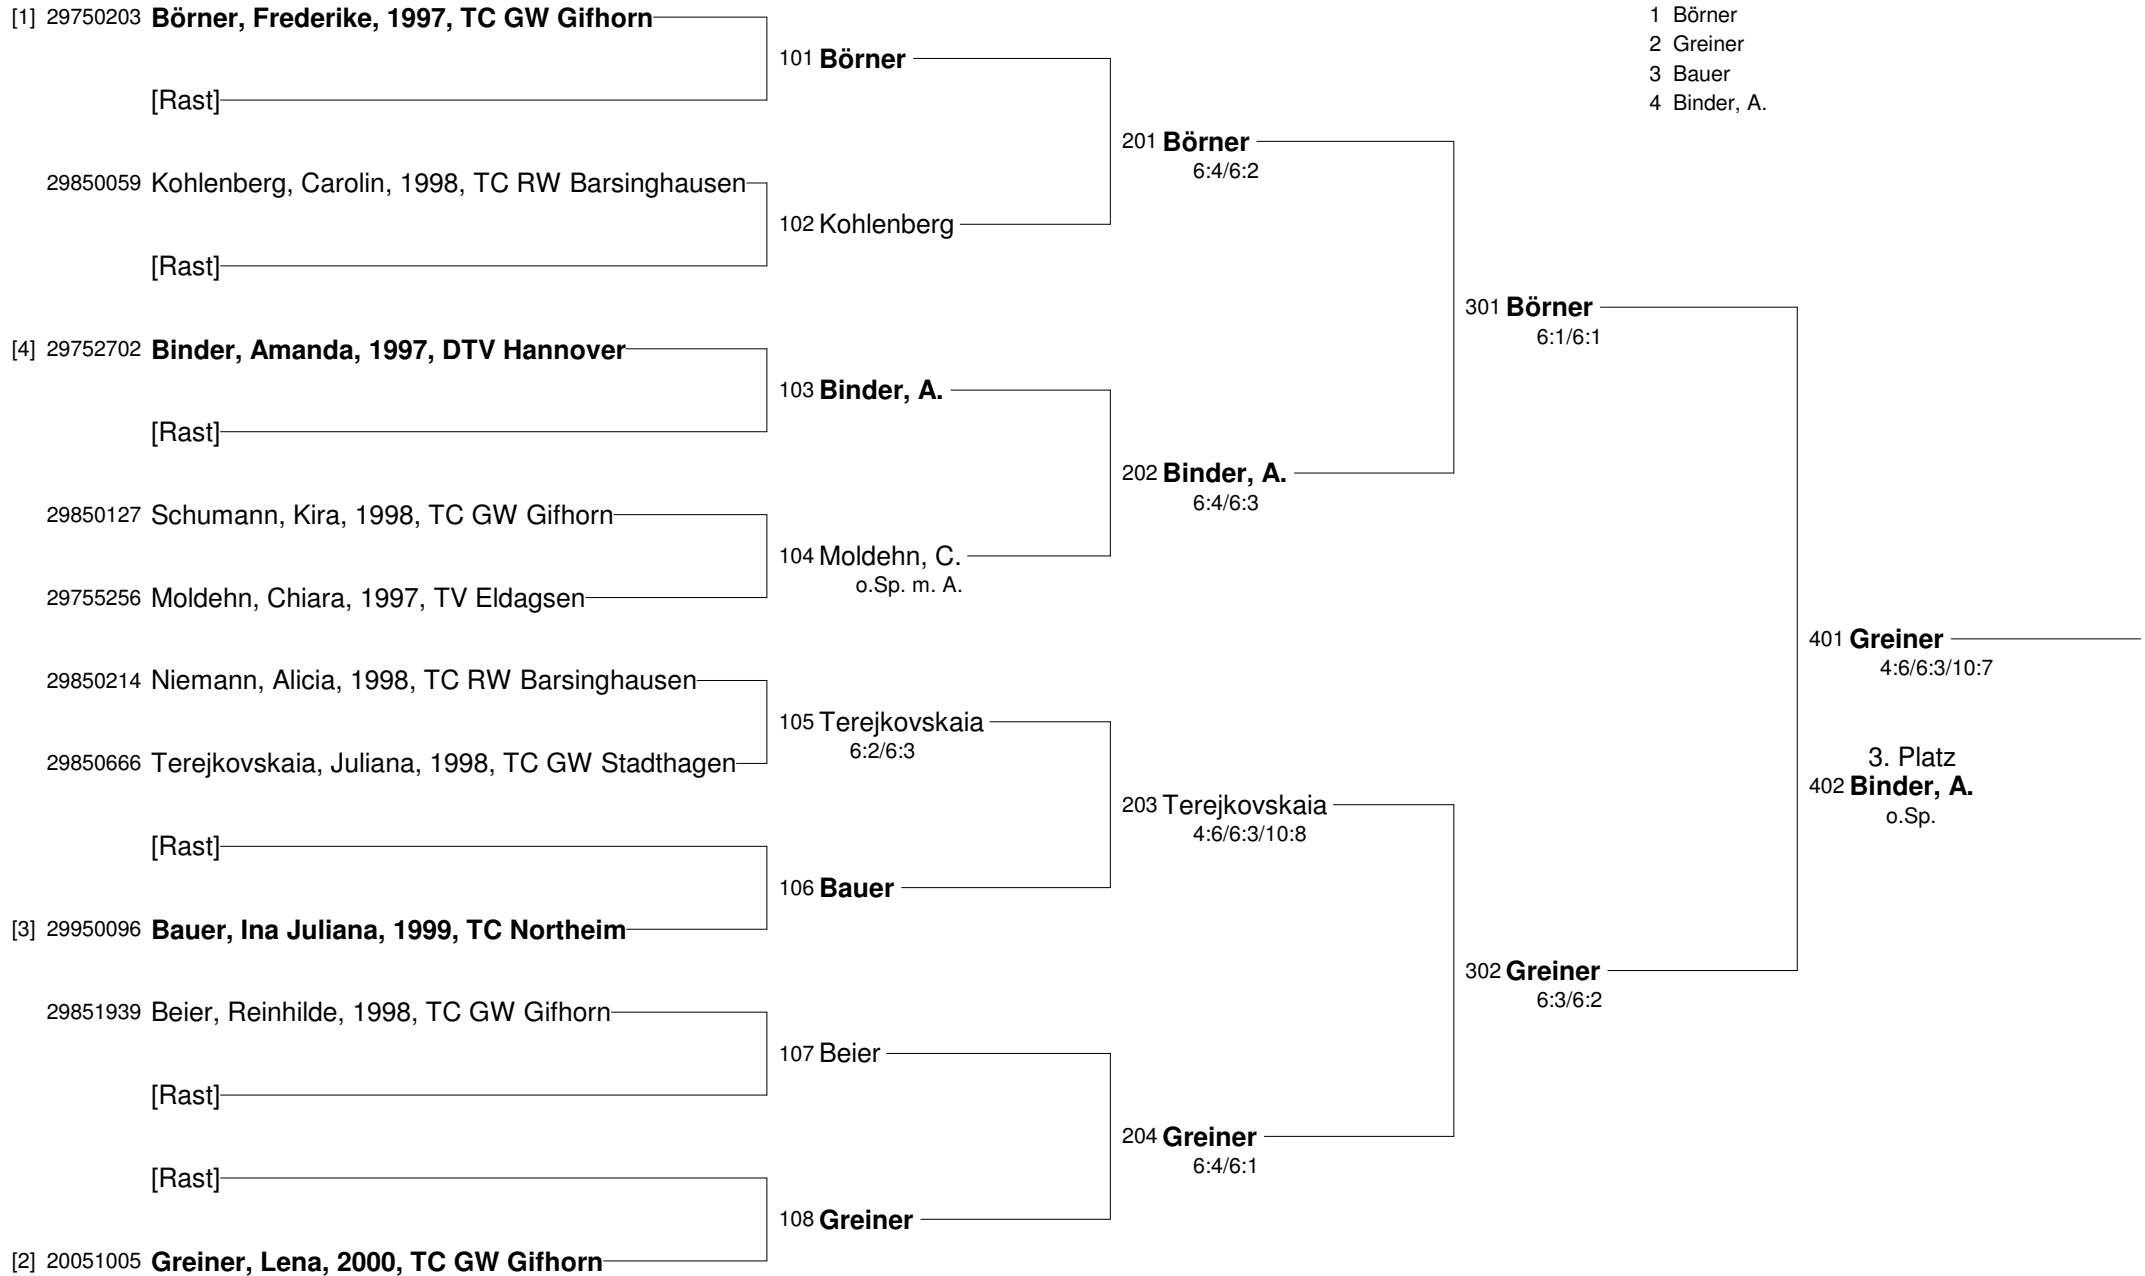 [1] 29750203 Börner, Frederike, 1997, TC GW Gifhorn
[Rast]
29850059 Kohlenberg, Carolin, 1998, TC RW Barsinghausen
[Rast]
[4] 29752702 Binder, Amanda, 1997, DTV Hannover
[Rast]
29850127 Schumann, Kira, 1998, TC GW Gifhorn
29755256 Moldehn, Chiara, 1997, TV Eldagsen
29850214 Niemann, Alicia, 1998, TC RW Barsinghausen
29850666 Terejkovskaia, Juliana, 1998, TC GW Stadthagen
[Rast]
[3] 29950096 Bauer, Ina Juliana, 1999, TC Northeim
29851939 Beier, Reinhilde, 1998, TC GW Gifhorn
[Rast]
[Rast]
[2] 20051005 Greiner, Lena, 2000, TC GW Gifhorn
101 Börner
102 Kohlenberg
103 Binder, A.
104 Moldehn, C.
o.Sp. m. A.
105 Terejkovskaia
6:2/6:3
106 Bauer
107 Beier
108 Greiner
201 Börner
6:4/6:2
202 Binder, A.
6:4/6:3
203 Terejkovskaia
4:6/6:3/10:8
204 Greiner
6:4/6:1
301 Börner
6:1/6:1
302 Greiner
6:3/6:2
1 Börner
2 Greiner
3 Bauer
4 Binder, A.
401 Greiner
4:6/6:3/10:7
3. Platz
402 Binder, A.
o.Sp.